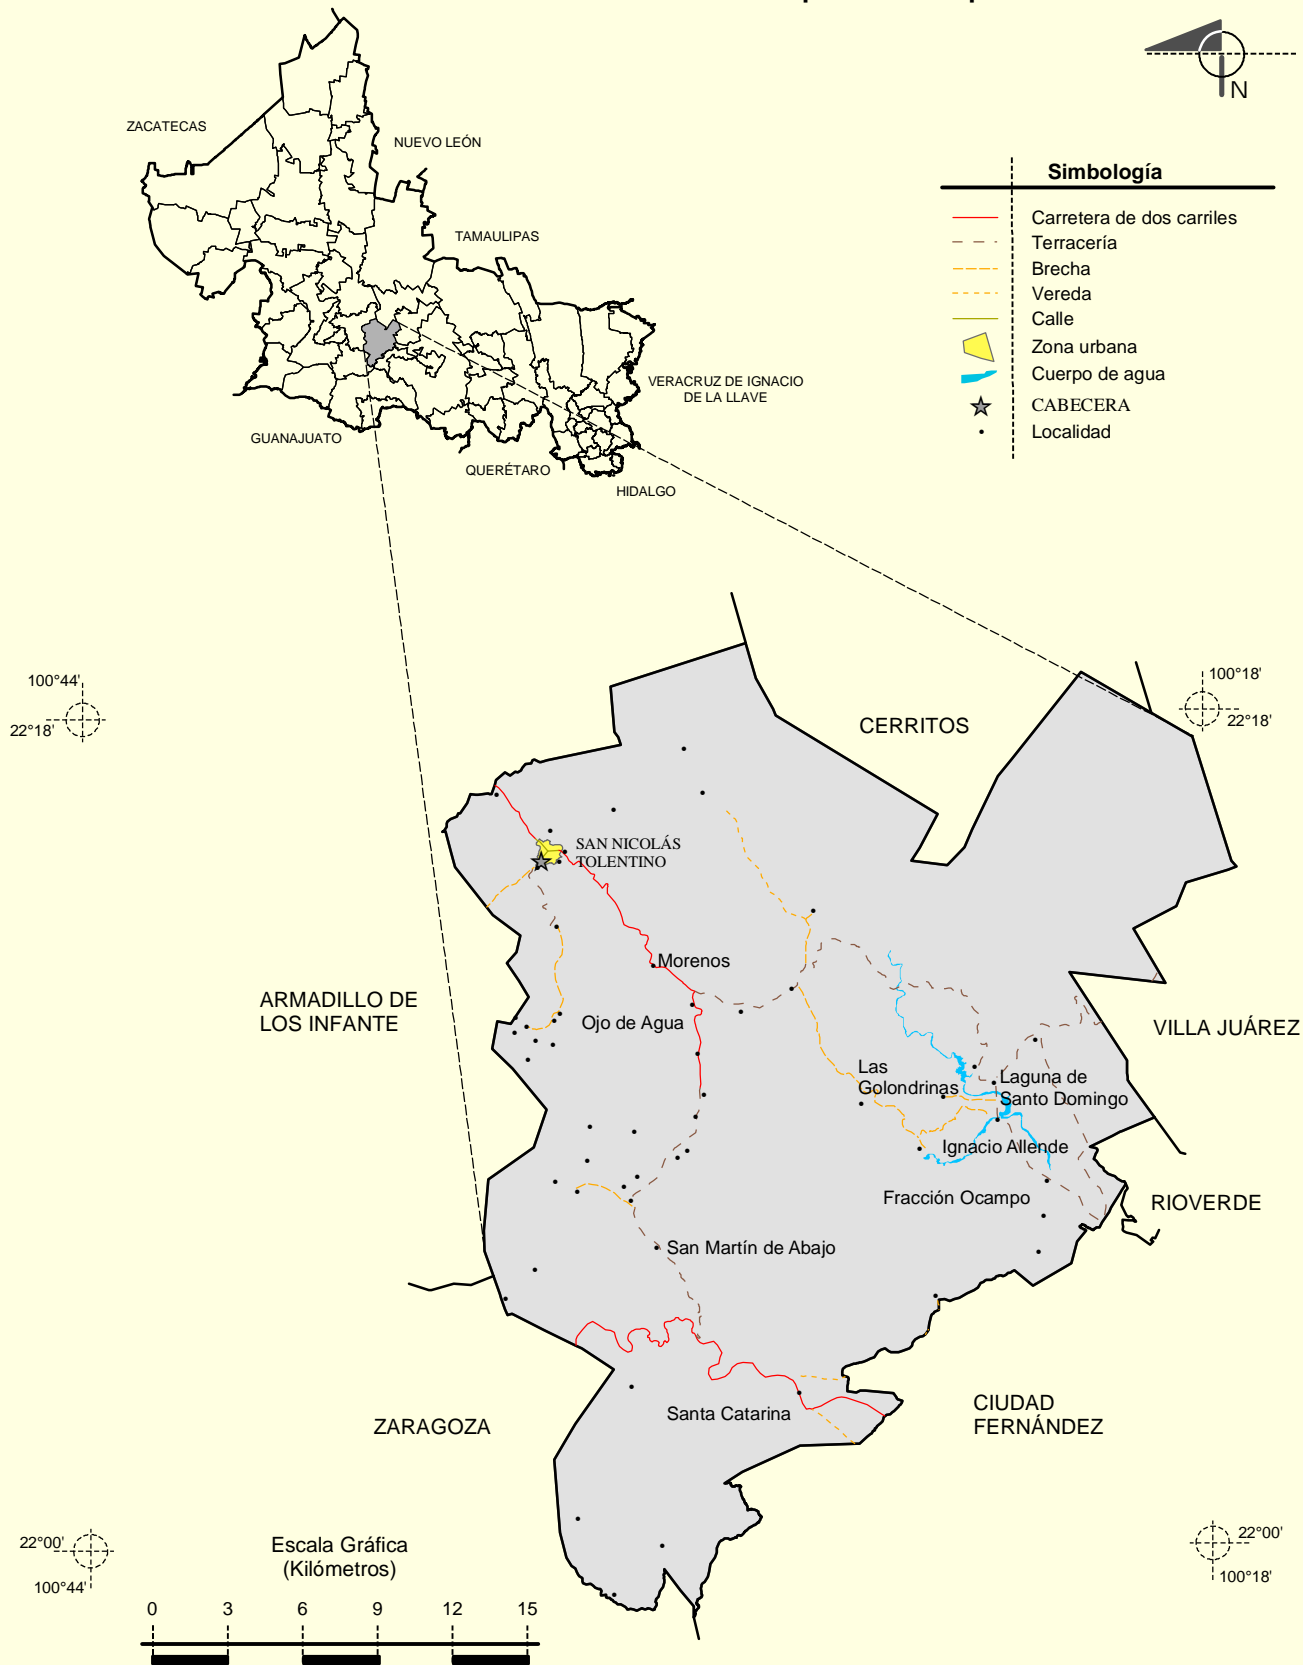 N
ZACATECAS
NUEVO LEÓN
TAMAULIPAS
VERACRUZ DE IGNACIO
DE LA LLAVE
GUANAJUATO
QUERÉTARO
HIDALGO
Simbología
Carretera de dos carriles
Terracería
Brecha
Vereda
Calle
Zona urbana
Cuerpo de agua
CABECERA
Localidad
100°44'
22°18'
100°18'
22°18'
CERRITOS
SAN NICOLÁS
TOLENTINO
Morenos
ARMADILLO DE
LOS INFANTE
Ojo de Agua
VILLA JUÁREZ
Las
Golondrinas
Laguna de
Santo Domingo
Ignacio Allende
Fracción Ocampo
RIOVERDE
San Martín de Abajo
Santa Catarina
CIUDAD
FERNÁNDEZ
ZARAGOZA
22°00'
100°44'
22°00'
100°18'
Escala Gráfica
(Kilómetros)
0 3 6 9 12 15